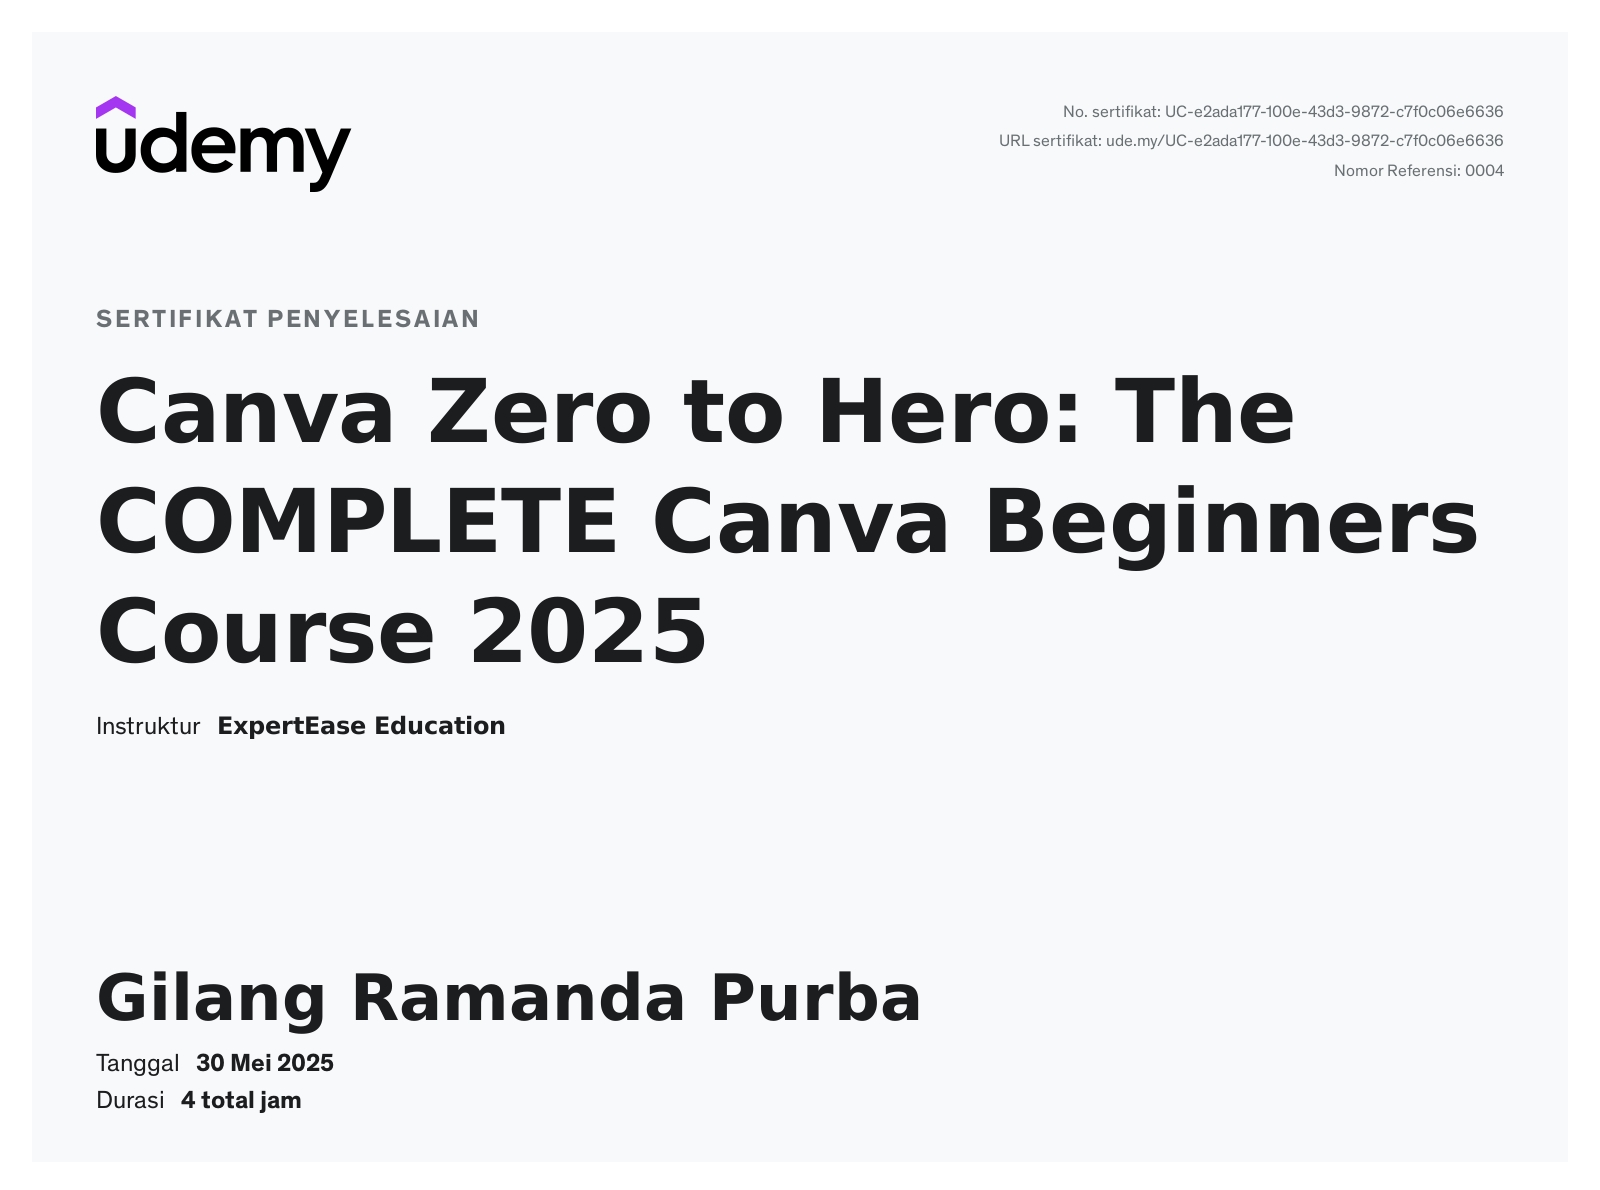 udemy
No. sertifikat: UC-e2ada177-100e-43d3-9872-c7f0c06e6636
URL sertifikat: ude.my/UC-e2ada177-100e-43d3-9872-c7f0c06e6636
Nomor Referensi: 0004
SERTIFIKAT PENYELESAIAN
Canva Zero to Hero: The
COMPLETE Canva Beginners
Course 2025
Instruktur ExpertEase Education
Gilang Ramanda Purba
Tanggal 30 Mei 2025
Durasi 4 total jam